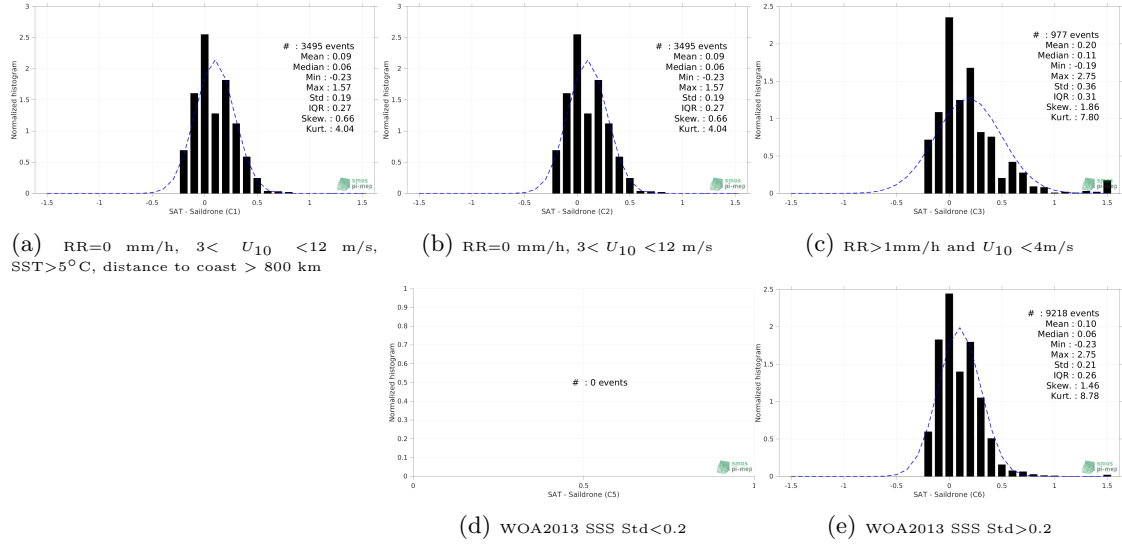 3
2.5
2
1.5
1
0.5
0
-1.5
-1
-0.5
0
0.5
1
1.5
Normalized histogram
SAT - Saildrone (C1)
# : 3495 events
Mean : 0.09
Median : 0.06
Min : -0.23
Max : 1.57
Std : 0.19
IQR : 0.27
Skew. : 0.66
Kurt. : 4.04
smos
pi-mep
3
2.5
2
1.5
1
0.5
0
-1.5
-1
-0.5
0
0.5
1
1.5
Normalized histogram
SAT - Saildrone (C2)
# : 3495 events
Mean : 0.09
Median : 0.06
Min : -0.23
Max : 1.57
Std : 0.19
IQR : 0.27
Skew. : 0.66
Kurt. : 4.04
smos
pi-mep
2.5
2
1.5
1
0.5
0
-1.5
-1
-0.5
0
0.5
1
1.5
Normalized histogram
SAT - Saildrone (C3)
# : 977 events
Mean : 0.20
Median : 0.11
Min : -0.19
Max : 2.75
Std : 0.36
IQR : 0.31
Skew. : 1.86
Kurt. : 7.80
smos
pi-mep
(a) RR=0 mm/h, 3< U10 <12 m/s,
SST>5°C, distance to coast > 800 km
(b) RR=0 mm/h, 3< U10 <12 m/s
(c) RR>1mm/h and U10 <4m/s
1
0.9
0.8
0.7
0.6
0.5
0.4
0.3
0.2
0.1
0
0
0.5
1
Normalized histogram
SAT - Saildrone (C5)
# : 0 events
smos
pi-mep
2.5
2
1.5
1
0.5
0
-1.5
-1
-0.5
0
0.5
1
1.5
Normalized histogram
SAT - Saildrone (C6)
# : 9218 events
Mean : 0.10
Median : 0.06
Min : -0.23
Max : 2.75
Std : 0.21
IQR : 0.26
Skew. : 1.46
Kurt. : 8.78
smos
pi-mep
(d) WOA2013 SSS Std<0.2
(e) WOA2013 SSS Std>0.2